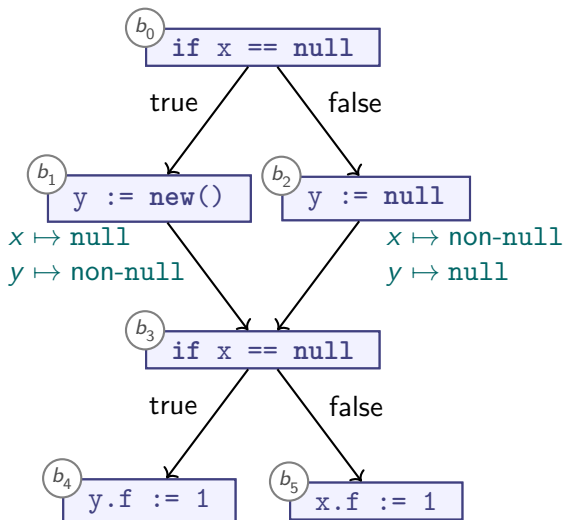 b0
if x == null
true
false
b1
y := new()
b2
y := null
x ↦ null
y ↦ non-null
x ↦ non-null
y ↦ null
b3
if x == null
true
false
b4
y.f := 1
b5
x.f := 1